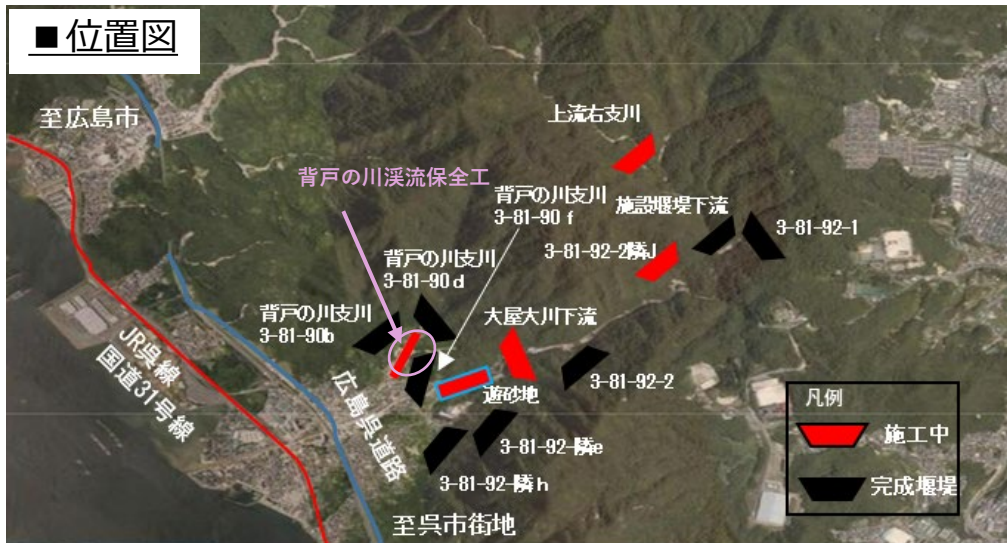 ■位置図
至広島市
上流右支川
背戸の川渓流保全工
背戸の川支川
3-81-90 f
施設堰堤下流
3-81-92-1
3-81-92-2隣J
背戸の川支川
3-81-90 d
大屋大川下流
背戸の川支川
3-81-90b
3-81-92-2
遊砂地
JR呉線
国道31号線
広島呉道路
3-81-92-隣e
3-81-92-隣h
至呉市街地
凡例
施工中
完成堰堤